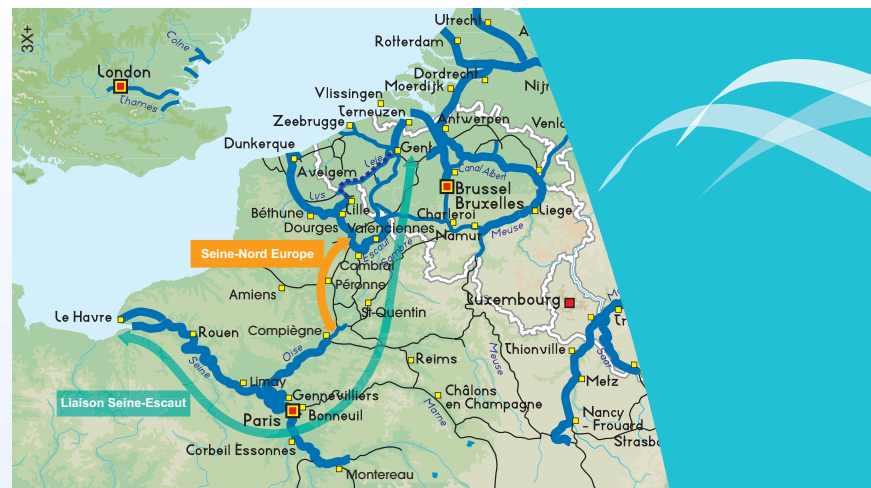 3X+
Colne
London
Thames
Utrecht
A
Rotterdam
Dordrecht
Moerdijk
Nijn
Vlissingen
Terneuzen
Zeebrugge
Antwerpen
Venlo
Dunkerque
Gent
Leie
Avelgem
Canal Albert
Lys
Brussel
Bruxelles
Lille
Béthune
Charleroi
Liege
Dourges
Valenciennes
Namur
Meuse
Escaut
Sambre
Seine-Nord Europe
Cambrai
Péronne
Amiens
Luxembourg
St-Quentin
Le Havre
Rouen
Compiègne
Oise
Meuse
Thionville
Saar
Seine
Reims
Metz
Limay
Liaison Seine-Escaut
Gennevilliers
Châlons
en Champagne
Marne
Paris
Bonneuil
Nancy
- Frouard
Strasbo
Corbeil Essonnes
Montereau